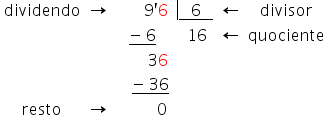 dividendo → 9'6 6 ← divisor
− 6 16 ← quociente
36
− 36
resto → 0